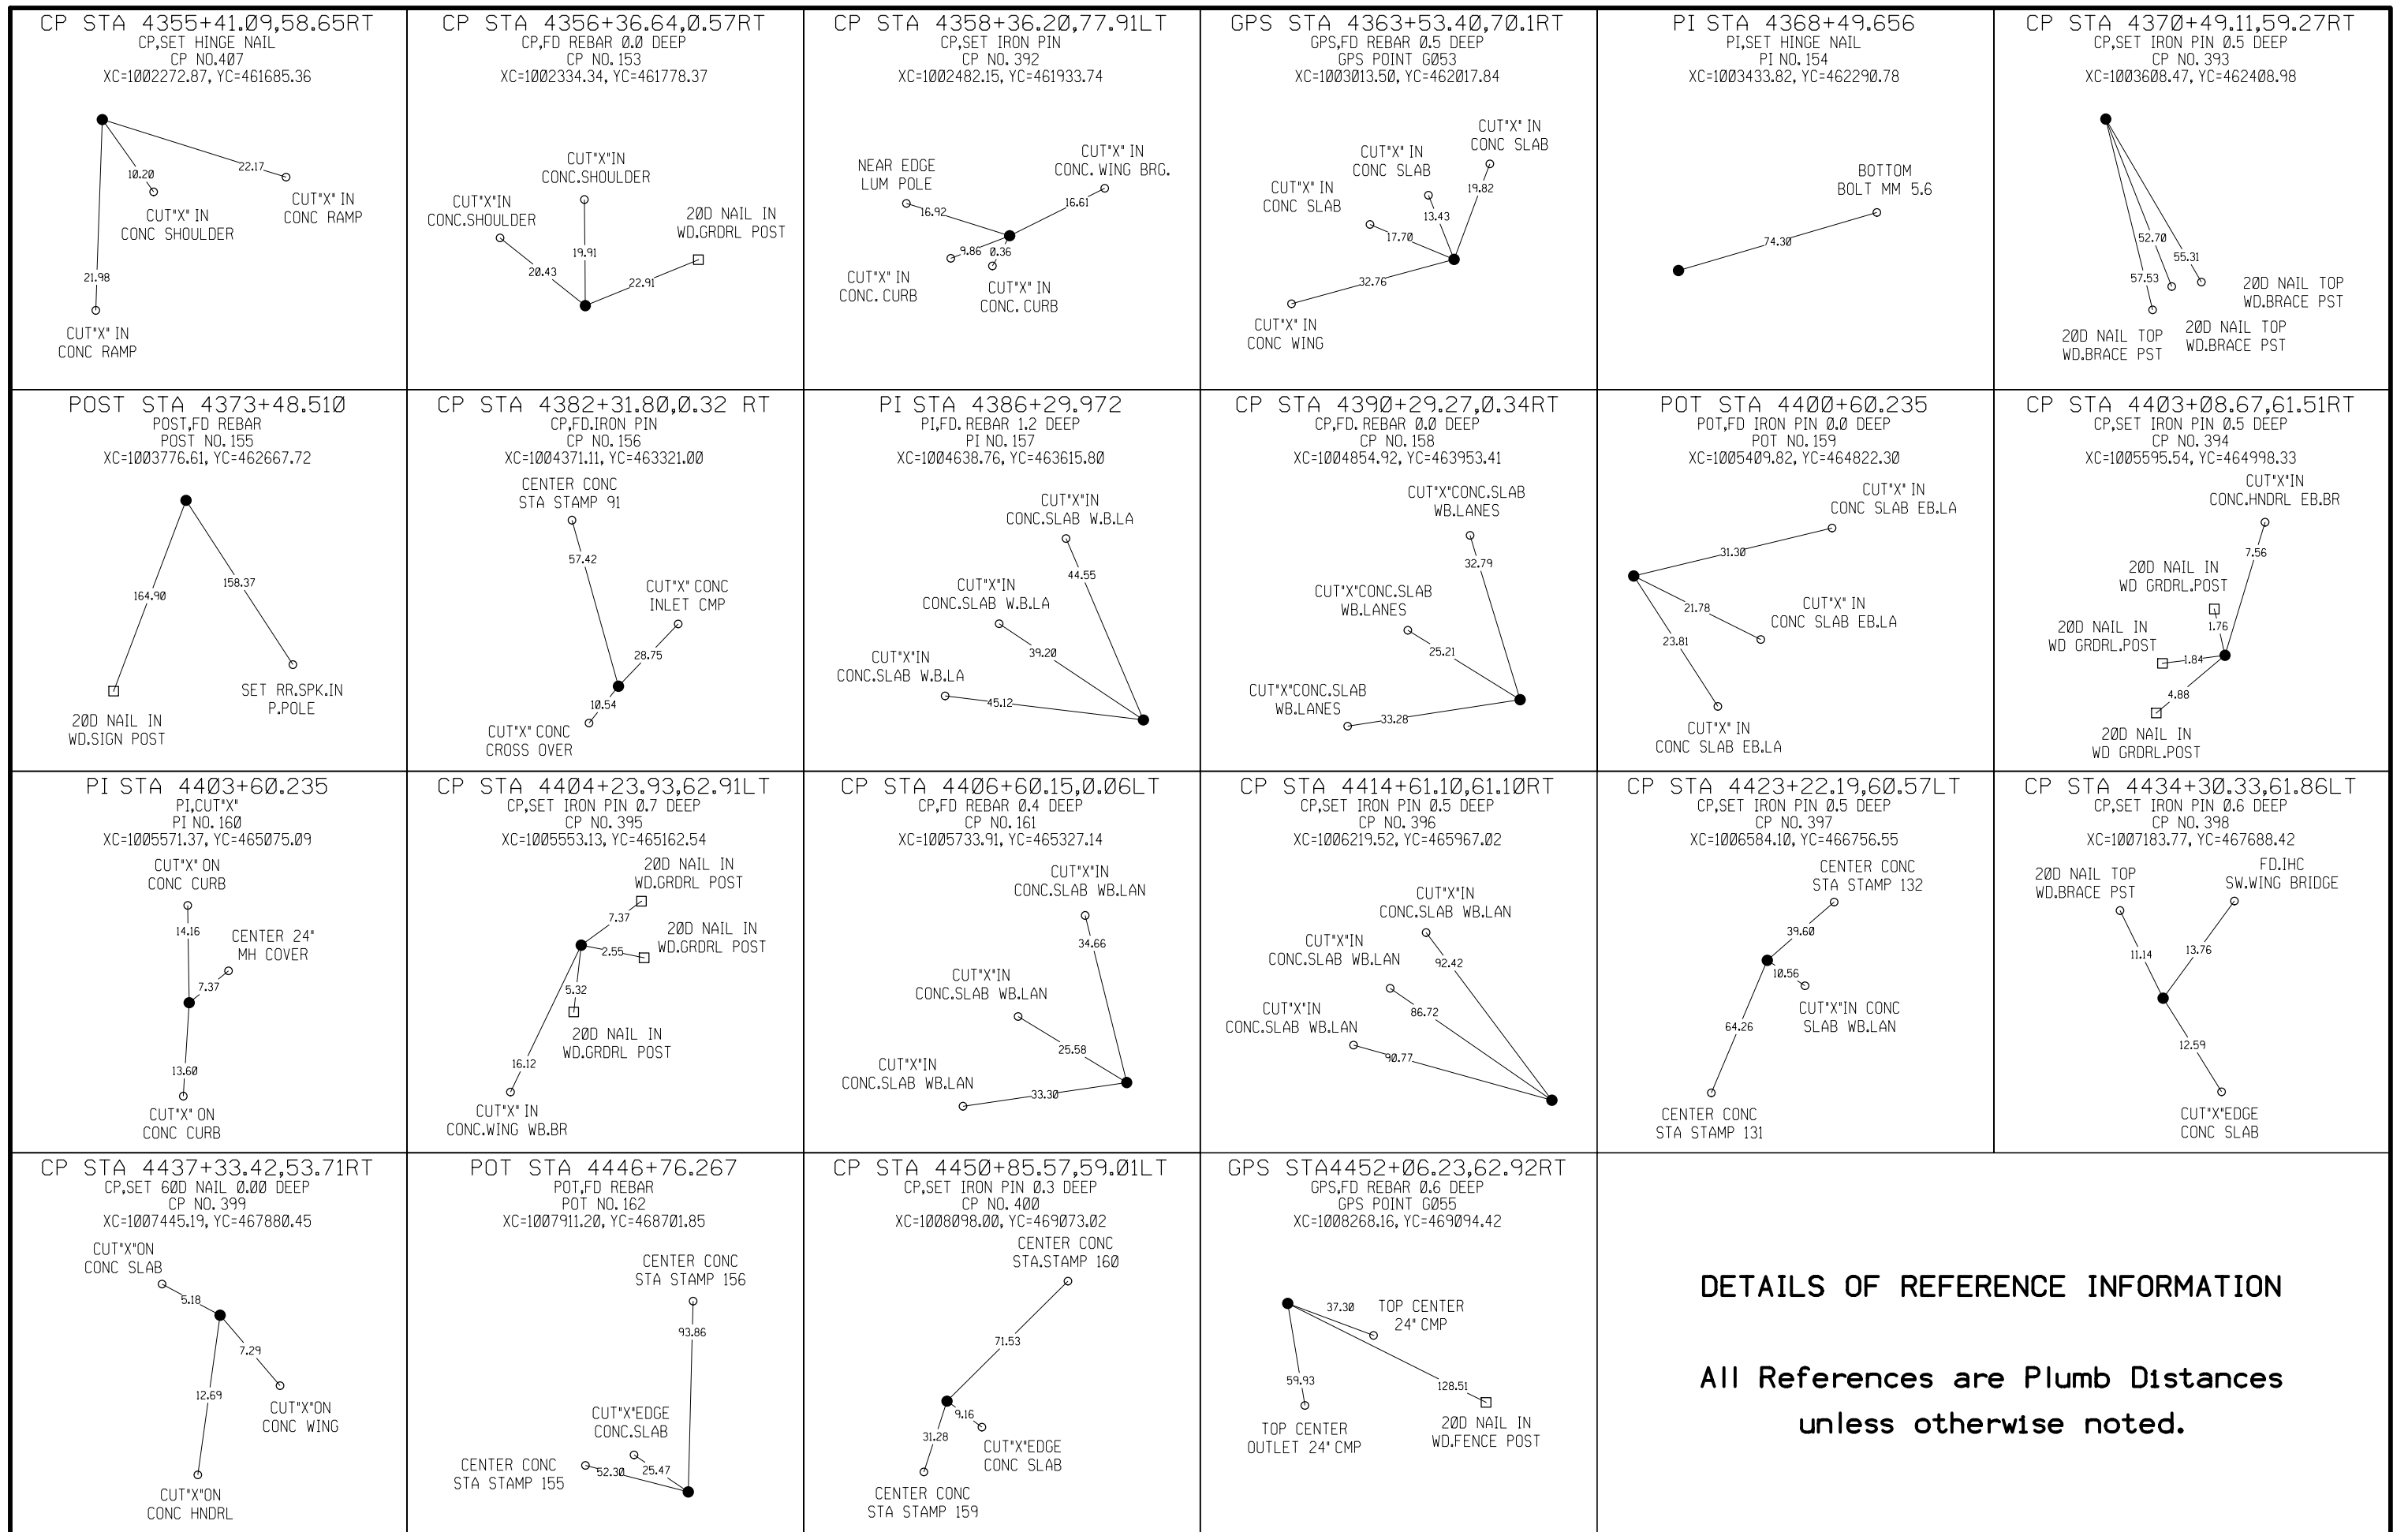 CP STA 4355+41.09,58.65RT
CP,SET HINGE NAIL
CP NO.407
XC=1002272.87, YC=461685.36
22.17
10.20
CUT"X" IN
CONC RAMP
CUT"X" IN
CONC SHOULDER
21.98
CUT"X" IN
CONC RAMP
CP STA 4356+36.64,0.57RT
CP,FD REBAR 0.0 DEEP
CP NO.153
XC=1002334.34, YC=461778.37
CUT"X"IN
CONC.SHOULDER
CUT"X"IN
CONC.SHOULDER
20D NAIL IN
WD.GRDRL POST
19.91
20.43
22.91
CP STA 4358+36.20,77.91LT
CP,SET IRON PIN
CP NO. 392
XC=1002482.15, YC=461933.74
CUT"X" IN
CONC. WING BRG.
NEAR EDGE
LUM POLE
16.92
16.61
9.86
0.36
CUT"X" IN
CONC. CURB
CUT"X" IN
CONC. CURB
GPS STA 4363+53.40,70.1RT
GPS,FD REBAR 0.5 DEEP
GPS POINT G053
XC=1003013.50, YC=462017.84
CUT"X" IN
CONC SLAB
CUT"X" IN
CONC SLAB
CUT"X" IN
CONC SLAB
19.82
13.43
17.70
32.76
CUT"X" IN
CONC WING
PI STA 4368+49.656
PI,SET HINGE NAIL
PI NO.154
XC=1003433.82, YC=462290.78
BOTTOM
BOLT MM 5.6
74.30
CP STA 4370+49.11,59.27RT
CP,SET IRON PIN 0.5 DEEP
CP NO. 393
XC=1003608.47, YC=462408.98
52.70
55.31
57.53
20D NAIL TOP
WD.BRACE PST
20D NAIL TOP
WD.BRACE PST
20D NAIL TOP
WD.BRACE PST
POST STA 4373+48.510
POST,FD REBAR
POST NO.155
XC=1003776.61, YC=462667.72
158.37
164.90
SET RR.SPK.IN
P.POLE
20D NAIL IN
WD.SIGN POST
CP STA 4382+31.80,0.32 RT
CP,FD.IRON PIN
CP NO.156
XC=1004371.11, YC=463321.00
CENTER CONC
STA STAMP 91
57.42
CUT"X" CONC
INLET CMP
28.75
10.54
CUT"X" CONC
CROSS OVER
PI STA 4386+29.972
PI,FD. REBAR 1.2 DEEP
PI NO.157
XC=1004638.76, YC=463615.80
CUT"X"IN
CONC.SLAB W.B.LA
44.55
CUT"X"IN
CONC.SLAB W.B.LA
39.20
CUT"X"IN
CONC.SLAB W.B.LA
45.12
CP STA 4390+29.27,0.34RT
CP,FD. REBAR 0.0 DEEP
CP NO. 158
XC=1004854.92, YC=463953.41
CUT"X"CONC.SLAB
WB.LANES
32.79
CUT"X"CONC.SLAB
WB.LANES
25.21
CUT"X"CONC.SLAB
WB.LANES
33.28
POT STA 4400+60.235
POT,FD IRON PIN 0.0 DEEP
POT NO.159
XC=1005409.82, YC=464822.30
CUT"X" IN
CONC SLAB EB.LA
31.30
21.78
CUT"X" IN
CONC SLAB EB.LA
23.81
CUT"X" IN
CONC SLAB EB.LA
CP STA 4403+08.67,61.51RT
CP,SET IRON PIN 0.5 DEEP
CP NO. 394
XC=1005595.54, YC=464998.33
CUT"X"IN
CONC.HNDRL EB.BR
7.56
20D NAIL IN
WD GRDRL.POST
1.76
20D NAIL IN
WD GRDRL.POST
1.84
4.88
20D NAIL IN
WD GRDRL.POST
PI STA 4403+60.235
PI,CUT"X"
PI NO.160
XC=1005571.37, YC=465075.09
CUT"X" ON
CONC CURB
14.16
CENTER 24"
MH COVER
7.37
13.60
CUT"X" ON
CONC CURB
CP STA 4404+23.93,62.91LT
CP,SET IRON PIN 0.7 DEEP
CP NO. 395
XC=1005553.13, YC=465162.54
20D NAIL IN
WD.GRDRL POST
7.37
20D NAIL IN
WD.GRDRL POST
2.55
5.32
20D NAIL IN
WD.GRDRL POST
16.12
CUT"X" IN
CONC.WING WB.BR
CP STA 4406+60.15,0.06LT
CP,FD REBAR 0.4 DEEP
CP NO. 161
XC=1005733.91, YC=465327.14
CUT"X"IN
CONC.SLAB WB.LAN
34.66
CUT"X"IN
CONC.SLAB WB.LAN
25.58
CUT"X"IN
CONC.SLAB WB.LAN
33.30
CP STA 4414+61.10,61.10RT
CP,SET IRON PIN 0.5 DEEP
CP NO. 396
XC=1006219.52, YC=465967.02
CUT"X"IN
CONC.SLAB WB.LAN
92.42
CUT"X"IN
CONC.SLAB WB.LAN
86.72
CUT"X"IN
CONC.SLAB WB.LAN
90.77
CP STA 4423+22.19,60.57LT
CP,SET IRON PIN 0.5 DEEP
CP NO. 397
XC=1006584.10, YC=466756.55
CENTER CONC
STA STAMP 132
39.60
10.56
CUT"X"IN CONC
SLAB WB.LAN
64.26
CENTER CONC
STA STAMP 131
CP STA 4434+30.33,61.86LT
CP,SET IRON PIN 0.6 DEEP
CP NO. 398
XC=1007183.77, YC=467688.42
20D NAIL TOP
WD.BRACE PST
FD.IHC
SW.WING BRIDGE
11.14
13.76
12.59
CUT"X"EDGE
CONC SLAB
CP STA 4437+33.42,53.71RT
CP,SET 60D NAIL 0.00 DEEP
CP NO. 399
XC=1007445.19, YC=467880.45
CUT"X"ON
CONC SLAB
5.18
7.29
12.69
CUT"X"ON
CONC WING
CUT"X"ON
CONC HNDRL
POT STA 4446+76.267
POT,FD REBAR
POT NO. 162
XC=1007911.20, YC=468701.85
CENTER CONC
STA STAMP 156
93.86
CUT"X"EDGE
CONC.SLAB
CENTER CONC
STA STAMP 155
52.30
25.47
CP STA 4450+85.57,59.01LT
CP,SET IRON PIN 0.3 DEEP
CP NO. 400
XC=1008098.00, YC=469073.02
CENTER CONC
STA.STAMP 160
71.53
9.16
31.28
CUT"X"EDGE
CONC SLAB
CENTER CONC
STA STAMP 159
GPS STA4452+06.23,62.92RT
GPS,FD REBAR 0.6 DEEP
GPS POINT G055
XC=1008268.16, YC=469094.42
37.30
TOP CENTER
24" CMP
59.93
128.51
TOP CENTER
OUTLET 24" CMP
20D NAIL IN
WD.FENCE POST
DETAILS OF REFERENCE INFORMATION
All References are Plumb Distances
unless otherwise noted.